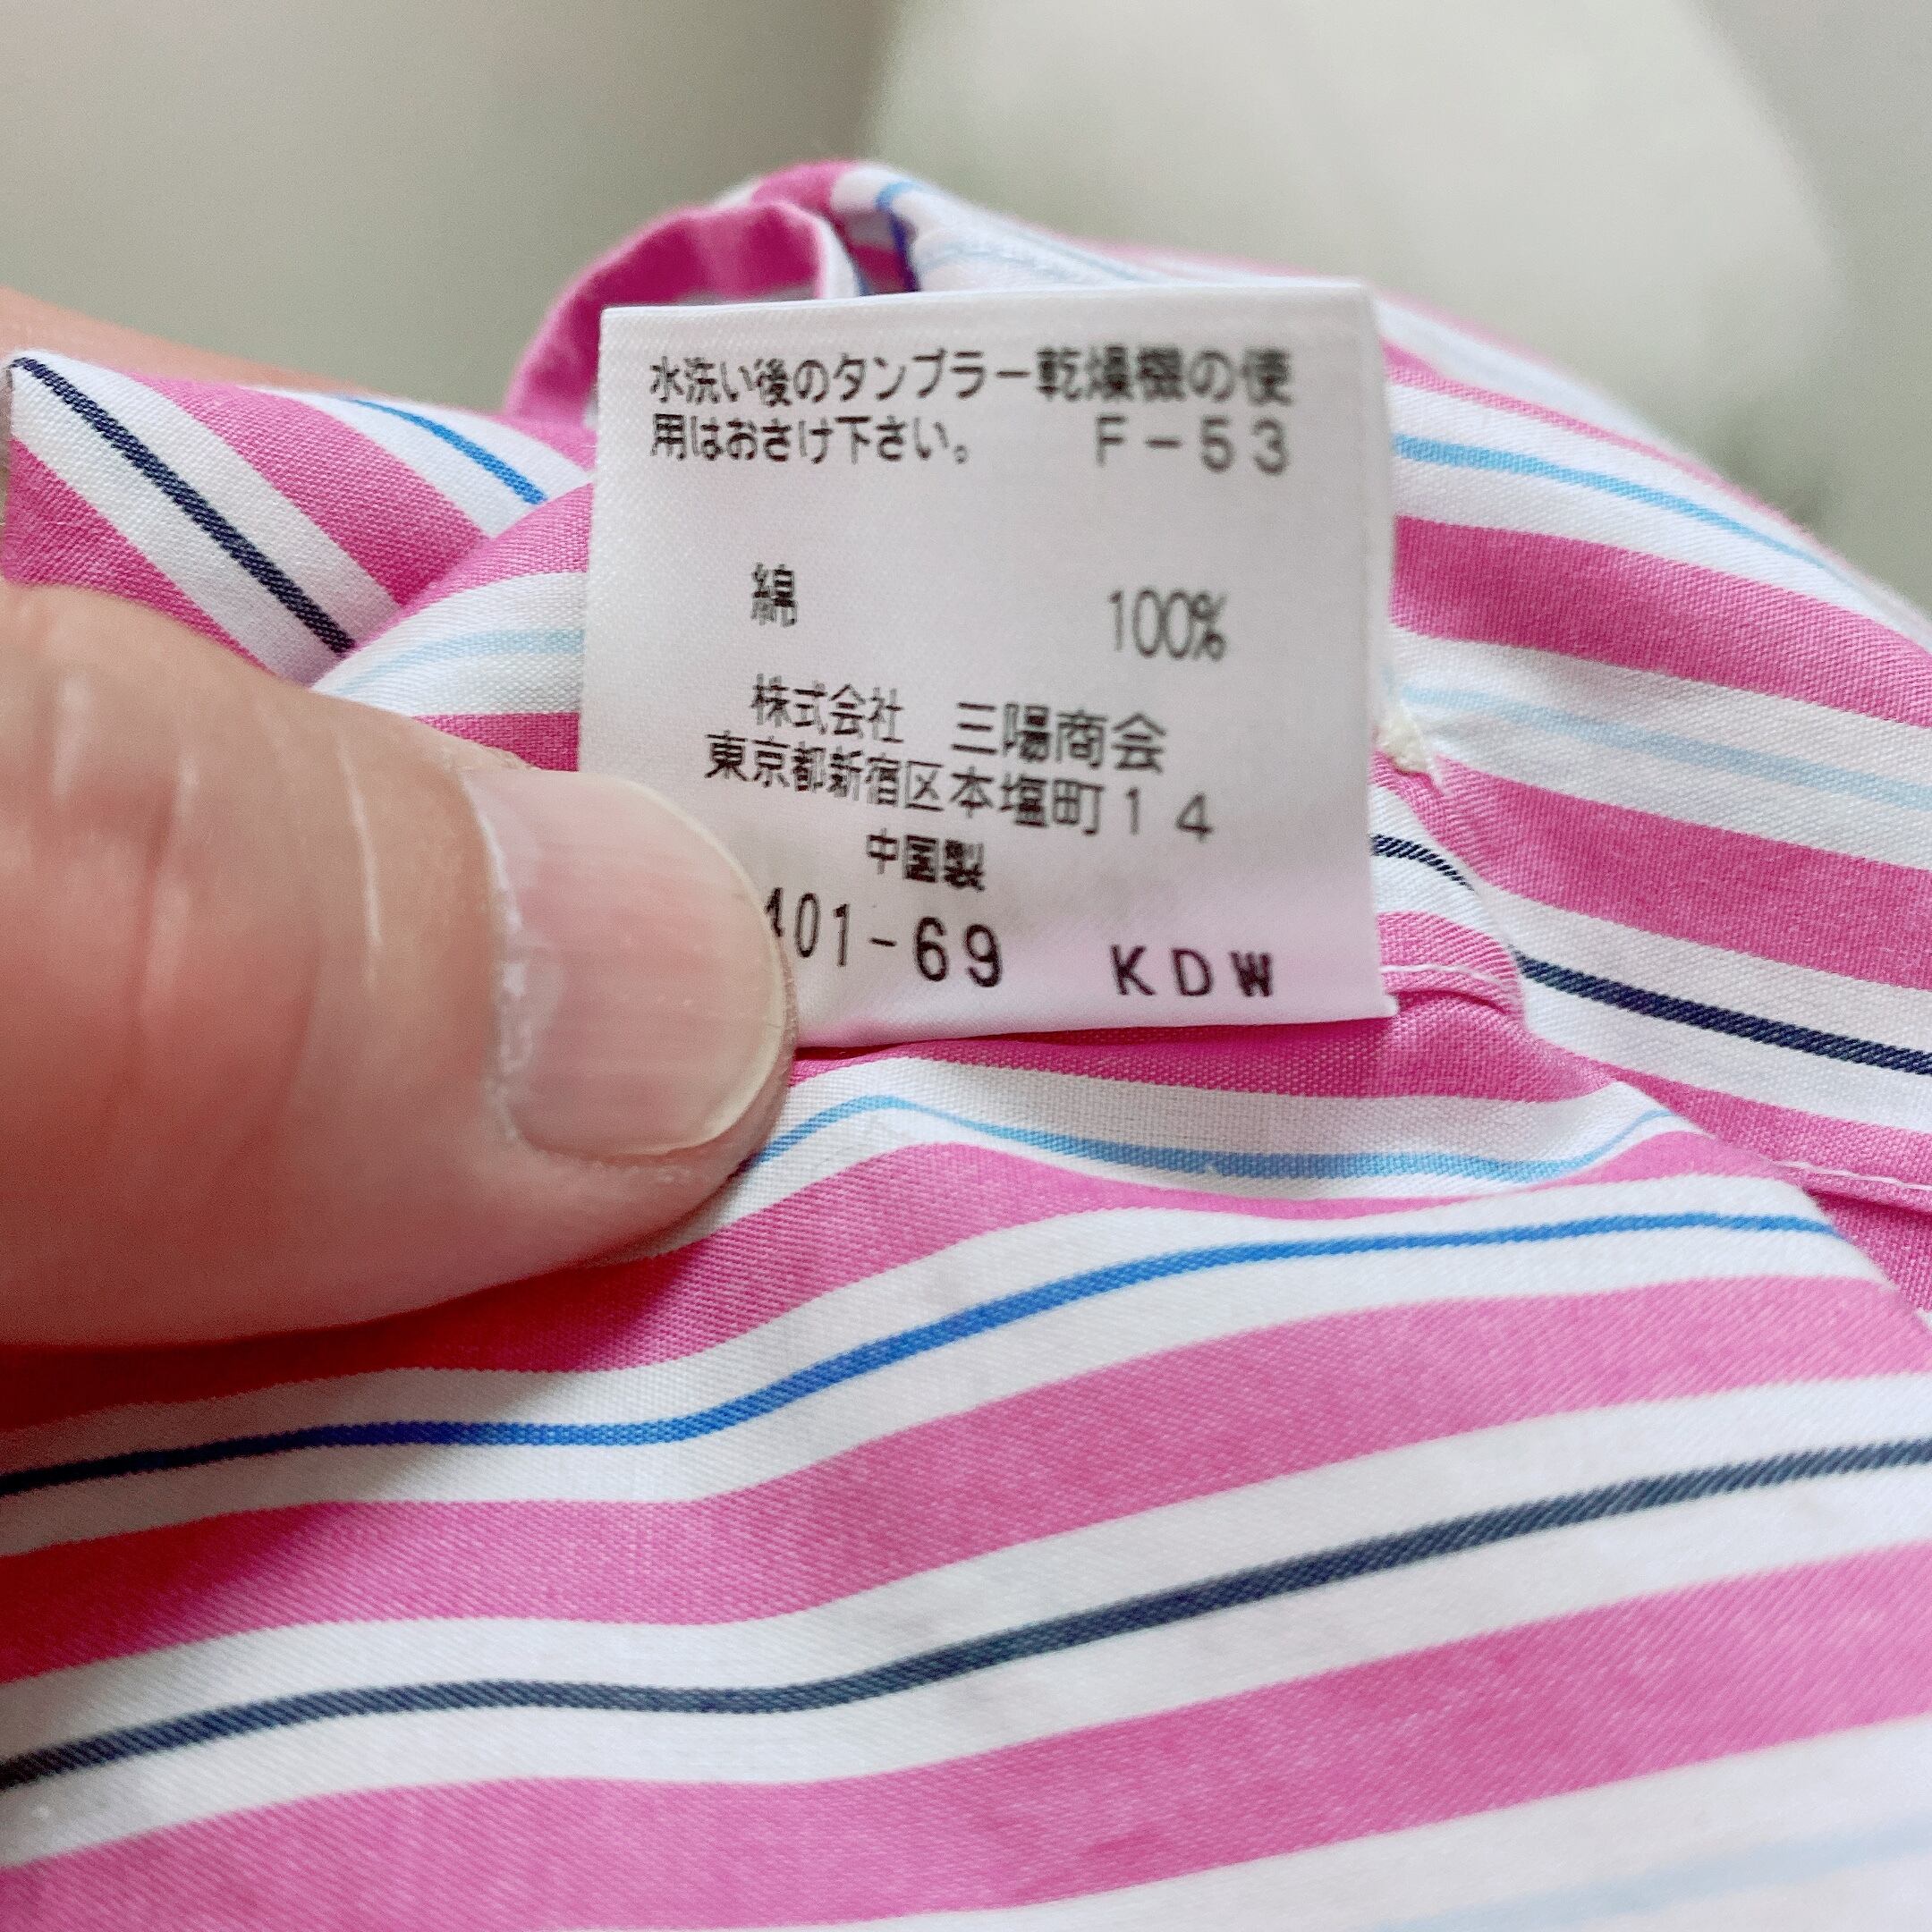 水洗い後のタンブラー乾燥機の使
用はおさけ下さい。 F-53
綿 100%
株式会社 三陽商会
東京都新宿区本塩町14
中国製
401-69 KDW